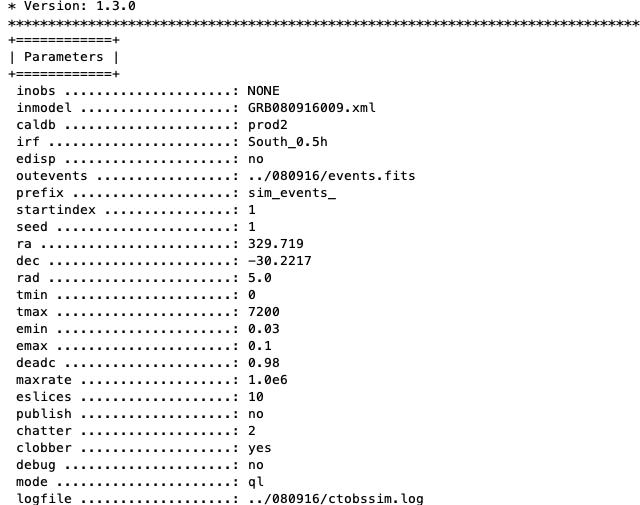 * Version: 1.3.0
********************************************************************************
+============+
| Parameters |
+============+
 inobs .....................: NONE
 inmodel ...................: GRB080916009.xml
 caldb .....................: prod2
 irf .......................: South_0.5h
 edisp .....................: no
 outevents .................: ../080916/events.fits
 prefix ....................: sim_events_
 startindex ................: 1
 seed ......................: 1
 ra ........................: 329.719
 dec .......................: -30.2217
 rad .......................: 5.0
 tmin ......................: 0
 tmax ......................: 7200
 emin ......................: 0.03
 emax ......................: 0.1
 deadc .....................: 0.98
 maxrate ...................: 1.0e6
 eslices ...................: 10
 publish ...................: no
 chatter ...................: 2
 clobber ...................: yes
 debug .....................: no
 mode ......................: ql
 logfile ...................: ../080916/ctobssim.log